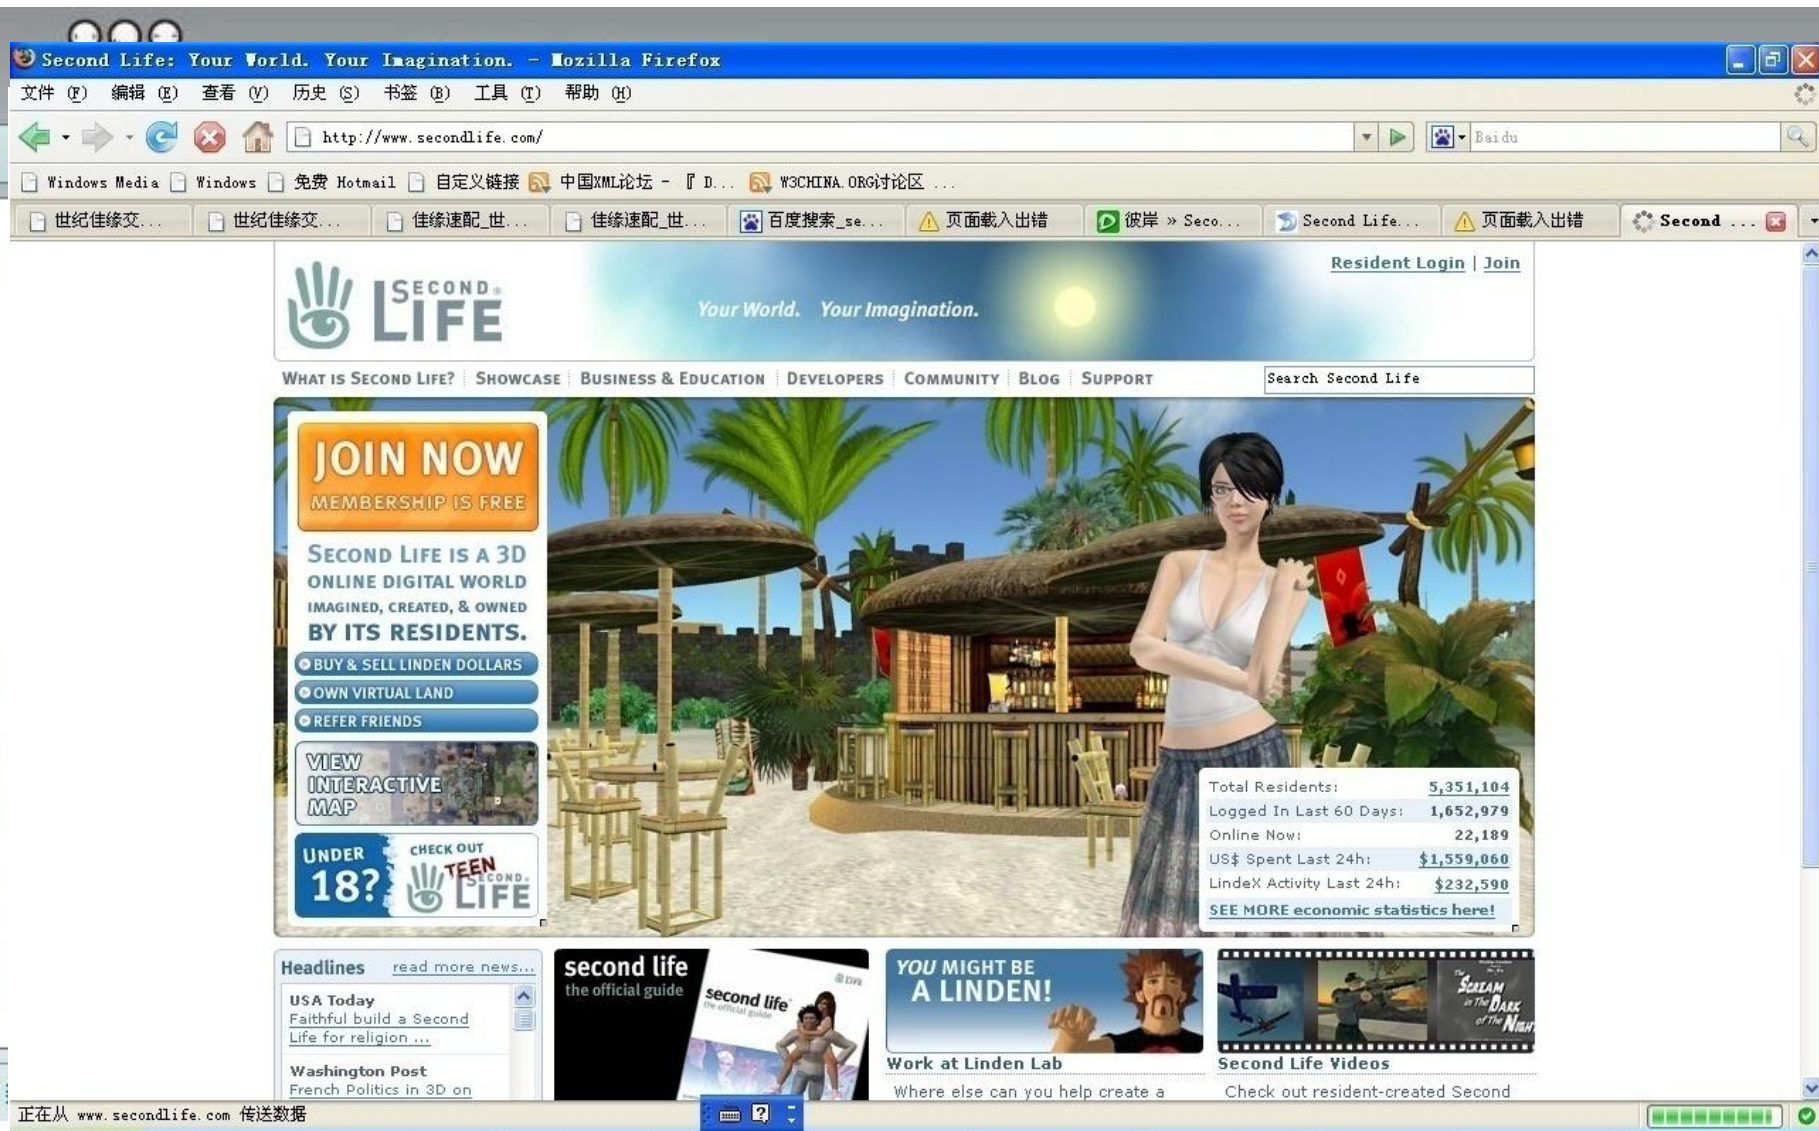 Second Life: Your World. Your Imagination. - Mozilla Firefox
文件 (F) 编辑 (E) 查看 (V) 历史 (S) 书签 (B) 工具 (T) 帮助 (H)
http://www.secondlife.com/
Baidu
Windows Media Windows 免费 Hotmail 自定义链接 中国XML论坛 - 『 D... W3CHINA.ORG讨论区 ...
世纪佳缘交... 世纪佳缘交... 佳缘速配_世... 佳缘速配_世... 百度搜索_se... 页面载入出错 彼岸 » Seco... Second Life... 页面载入出错 Second ...
Resident Login | Join
SECOND®
LIFE
Your World. Your Imagination.
WHAT IS SECOND LIFE? SHOWCASE BUSINESS & EDUCATION DEVELOPERS COMMUNITY BLOG SUPPORT
Search Second Life
JOIN NOW
MEMBERSHIP IS FREE
SECOND LIFE IS A 3D
ONLINE DIGITAL WORLD
IMAGINED, CREATED, & OWNED
BY ITS RESIDENTS.
BUY & SELL LINDEN DOLLARS
OWN VIRTUAL LAND
REFER FRIENDS
VIEW
INTERACTIVE
MAP
UNDER
18?
CHECK OUT
TEEN
SECOND
LIFE
Total Residents: 5,351,104
Logged In Last 60 Days: 1,652,979
Online Now: 22,189
US$ Spent Last 24h: $1,559,060
LindeX Activity Last 24h: $232,590
SEE MORE economic statistics here!
Headlines read more news...
USA Today
Faithful build a Second
Life for religion ...
Washington Post
French Politics in 3D on
second life
the official guide
second life
the official guide
YOU MIGHT BE
A LINDEN!
Work at Linden Lab
Where else can you help create a
SCREAM
in The DARK
of The NIGHT
Second Life Videos
Check out resident-created Second
正在从 www.secondlife.com 传送数据